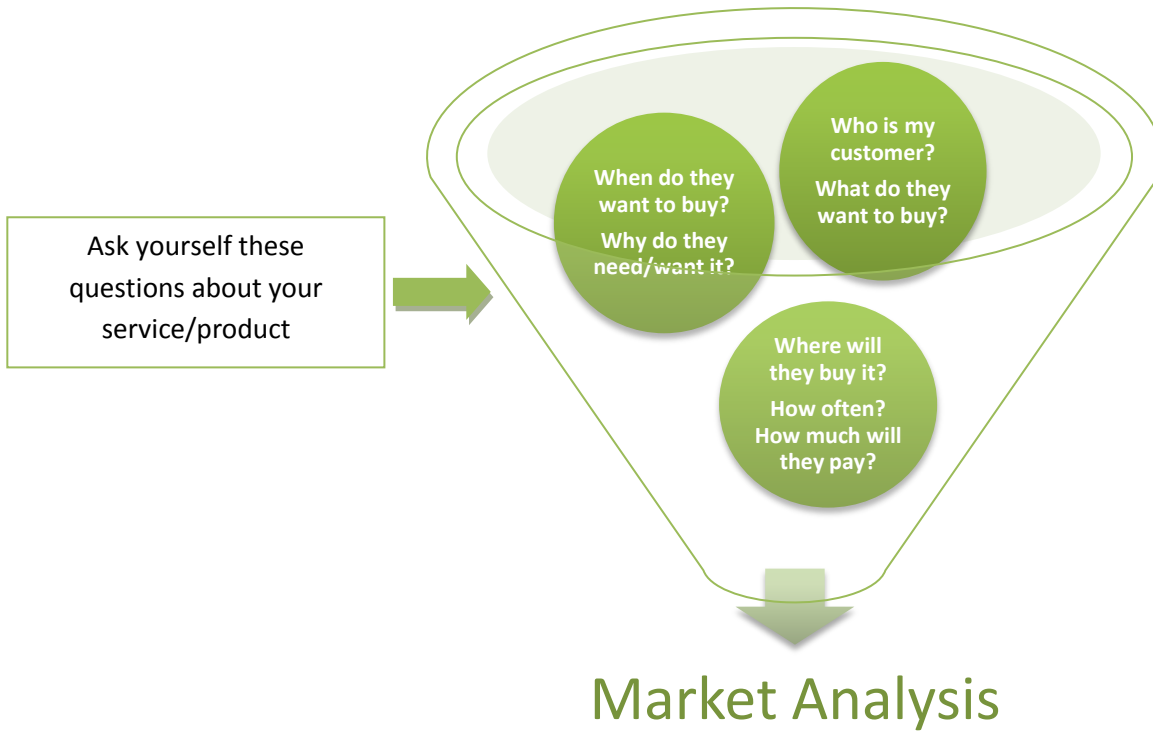 Ask yourself these
questions about your
service/product
When do they
want to buy?
Why do they
need/want it?
Who is my
customer?
What do they
want to buy?
Where will
they buy it?
How often?
How much will
they pay?
Market Analysis